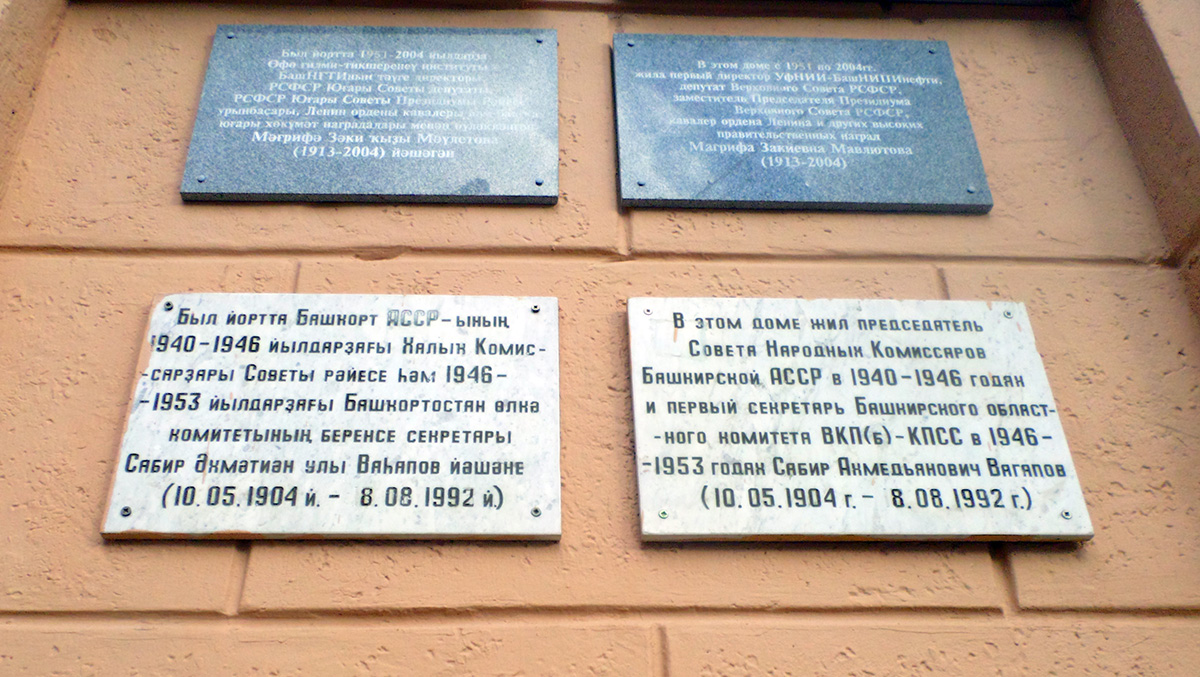 Был йортта 1951-2004 йылдарҙа
Өфө ғилми-тикшеренеү институты
БашНГТИның тәүге директоры,
РСФСР Юғары Советы депутаты,
РСФСР Юғары Советы Президиумы
урынбаҫары, Ленин ордены кавалеры,
юғары хөкүмәт наградалары менән
Мәғрифә Зәки ҡыҙы Мәүлетова
(1913-2004) йәшәгән
В этом доме с 1951 по 2004гг.
жила первый директор УфНИИ-БашНИПИнефти,
депутат Верховного Совета РСФСР,
заместитель Председателя Президиума
Верховного Совета РСФСР,
кавалер ордена Ленина и других высоких
правительственных наград
Магрифа Закиевна Мавлютова
(1913-2004)
Был йортта Башҡорт АССР-ының
1940-1946 йылдарҙағы Халыҡ Комис-
-сарҙары Советы рәйесе һәм 1946-
-1953 йылдарҙағы Башҡортостан өлкә
комитетының беренсе секретары
Сабир Әхмәтйән улы Ваһапов йәшәне
(10.05.1904 й. - 8.08.1992 й.)
В этом доме жил председатель
Совета Народных Комиссаров
Башкирской АССР в 1940-1946 годах
и первый секретарь Башкирского област-
-ного комитета ВКП(б)-КПСС в 1946-
-1953 годах Сабир Ахмедьянович Вагапов
(10.05.1904 г. - 8.08.1992 г.)